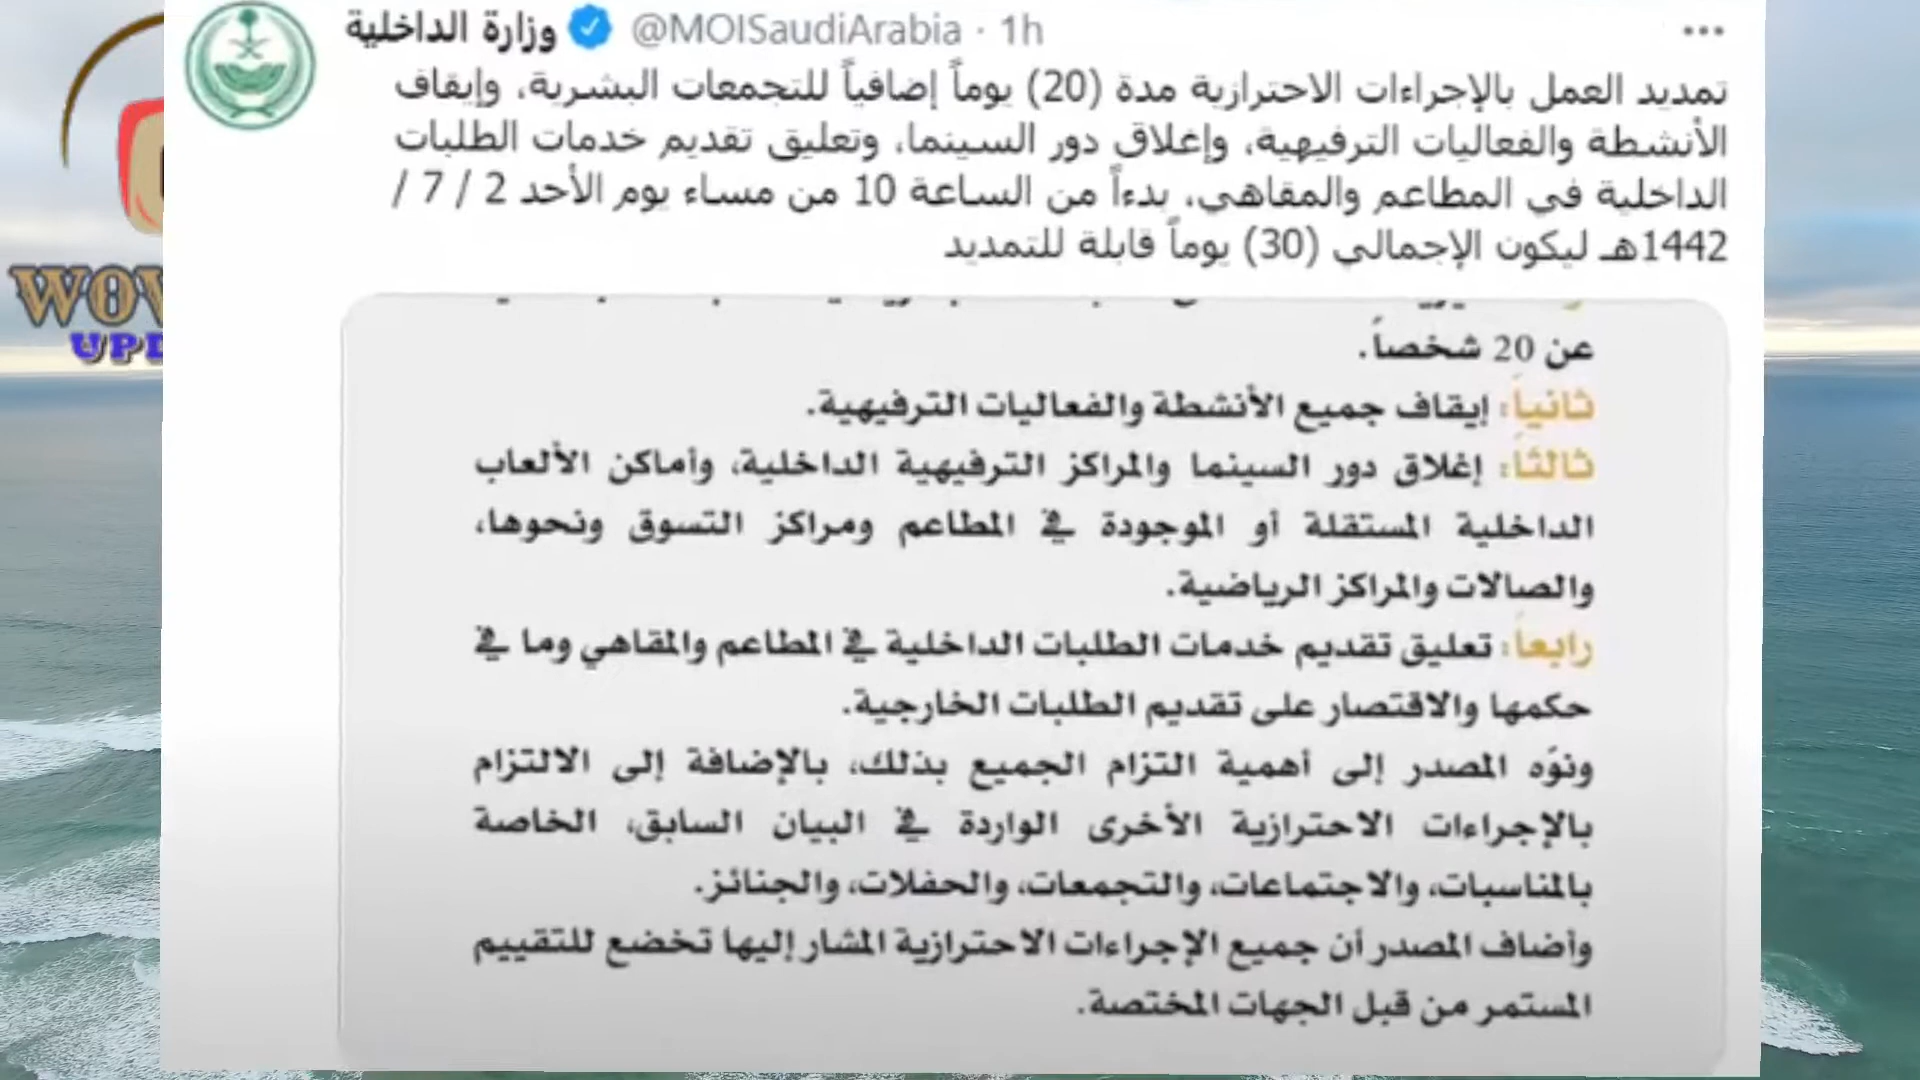 وزارة الداخلية @MOISaudiArabia · 1h
تمديد العمل بالإجراءات الاحترازية مدة (20) يوماً إضافياً للتجمعات البشرية، وإيقاف
الأنشطة والفعاليات الترفيهية، وإغلاق دور السينما، وتعليق تقديم خدمات الطلبات
الداخلية في المطاعم والمقاهي، بدءاً من الساعة 10 من مساء يوم الأحد 2 / 7 /
1442هـ ليكون الإجمالي (30) يوماً قابلة للتمديد
WOW
UPD
عن 20 شخصاً.
ثانياً: إيقاف جميع الأنشطة والفعاليات الترفيهية.
ثالثاً: إغلاق دور السينما والمراكز الترفيهية الداخلية، وأماكن الألعاب
الداخلية المستقلة أو الموجودة في المطاعم ومراكز التسوق ونحوها،
والصالات والمراكز الرياضية.
رابعاً: تعليق تقديم خدمات الطلبات الداخلية في المطاعم والمقاهي وما في
حكمها والاقتصار على تقديم الطلبات الخارجية.
ونوّه المصدر إلى أهمية التزام الجميع بذلك، بالإضافة إلى الالتزام
بالإجراءات الاحترازية الأخرى الواردة في البيان السابق، الخاصة
بالمناسبات، والاجتماعات، والتجمعات، والحفلات، والجنائز.
وأضاف المصدر أن جميع الإجراءات الاحترازية المشار إليها تخضع للتقييم
المستمر من قبل الجهات المختصة.